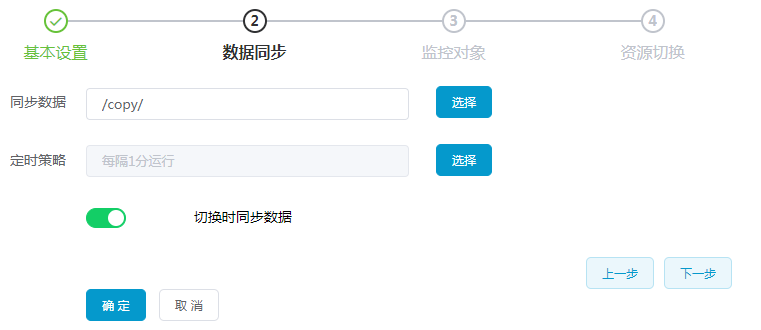 2 3 4
基本设置 数据同步 监控对象 资源切换
同步数据 /copy/ 选择
定时策略 每隔1分运行 选择
切换时同步数据
上一步 下一步
确 定 取 消